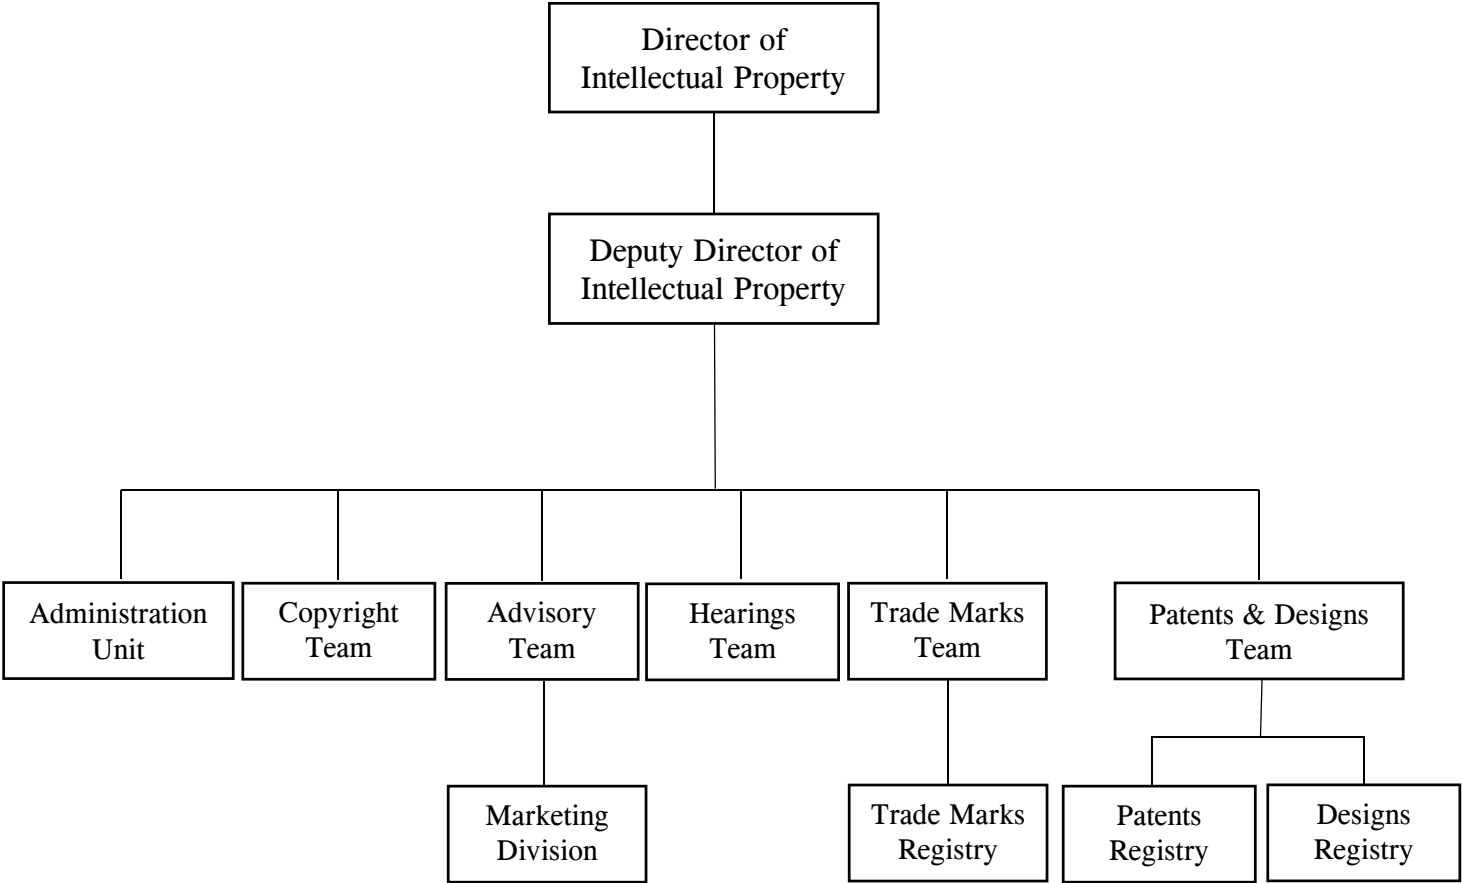 Director of
Intellectual Property
Deputy Director of
Intellectual Property
Administration
Unit
Copyright
Team
Advisory
Team
Hearings
Team
Trade Marks
Team
Patents & Designs
Team
Marketing
Division
Trade Marks
Registry
Patents
Registry
Designs
Registry